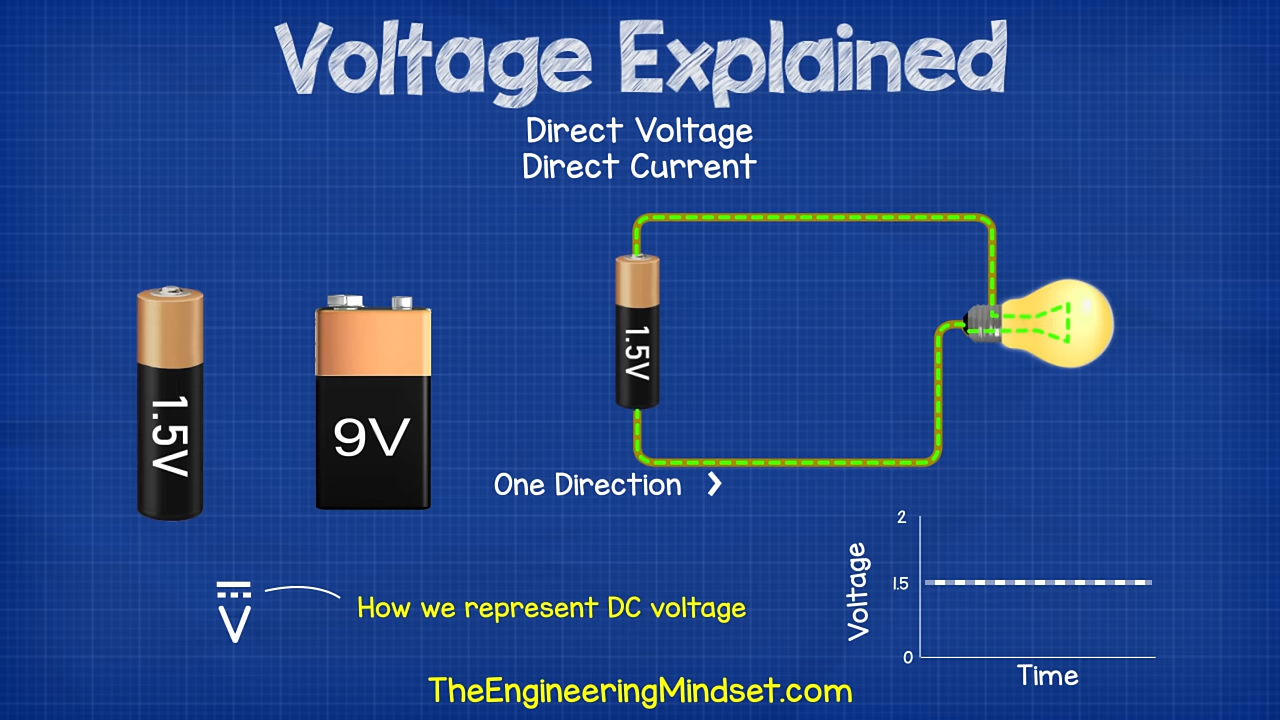 Voltage Explained
Direct Voltage
Direct Current
1.5V
9V
1.5V
One Direction >
2
1.5
0
Voltage
Time
V
How we represent DC voltage
TheEngineeringMindset.com